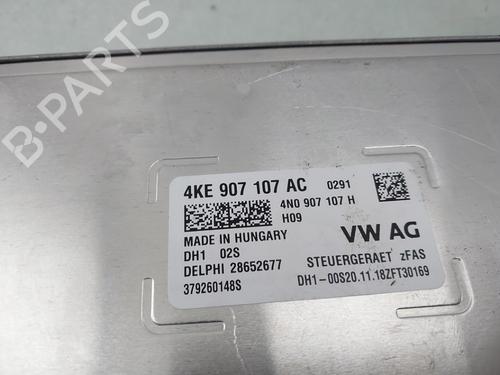 B-PARTS
4KE 907 107 AC 0291
4N0 907 107 H
H09
MADE IN HUNGARY
DH1 02S
VW AG
DELPHI 28652677
STEUERGERAET zFAS
379260148S
DH1-00S20.11.18ZFT30169